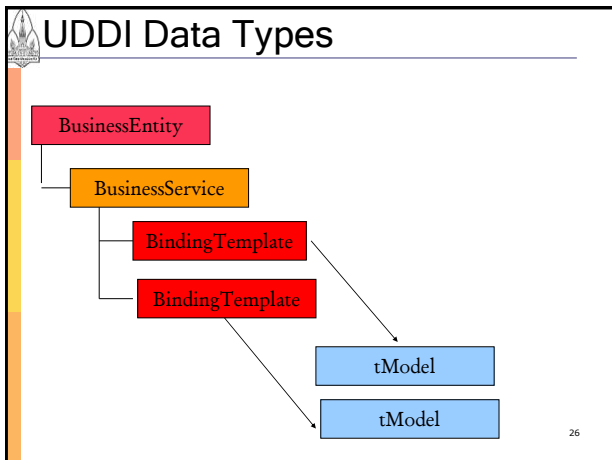 UDDI Data Types
BusinessEntity
BusinessService
BindingTemplate
BindingTemplate
tModel
tModel
26